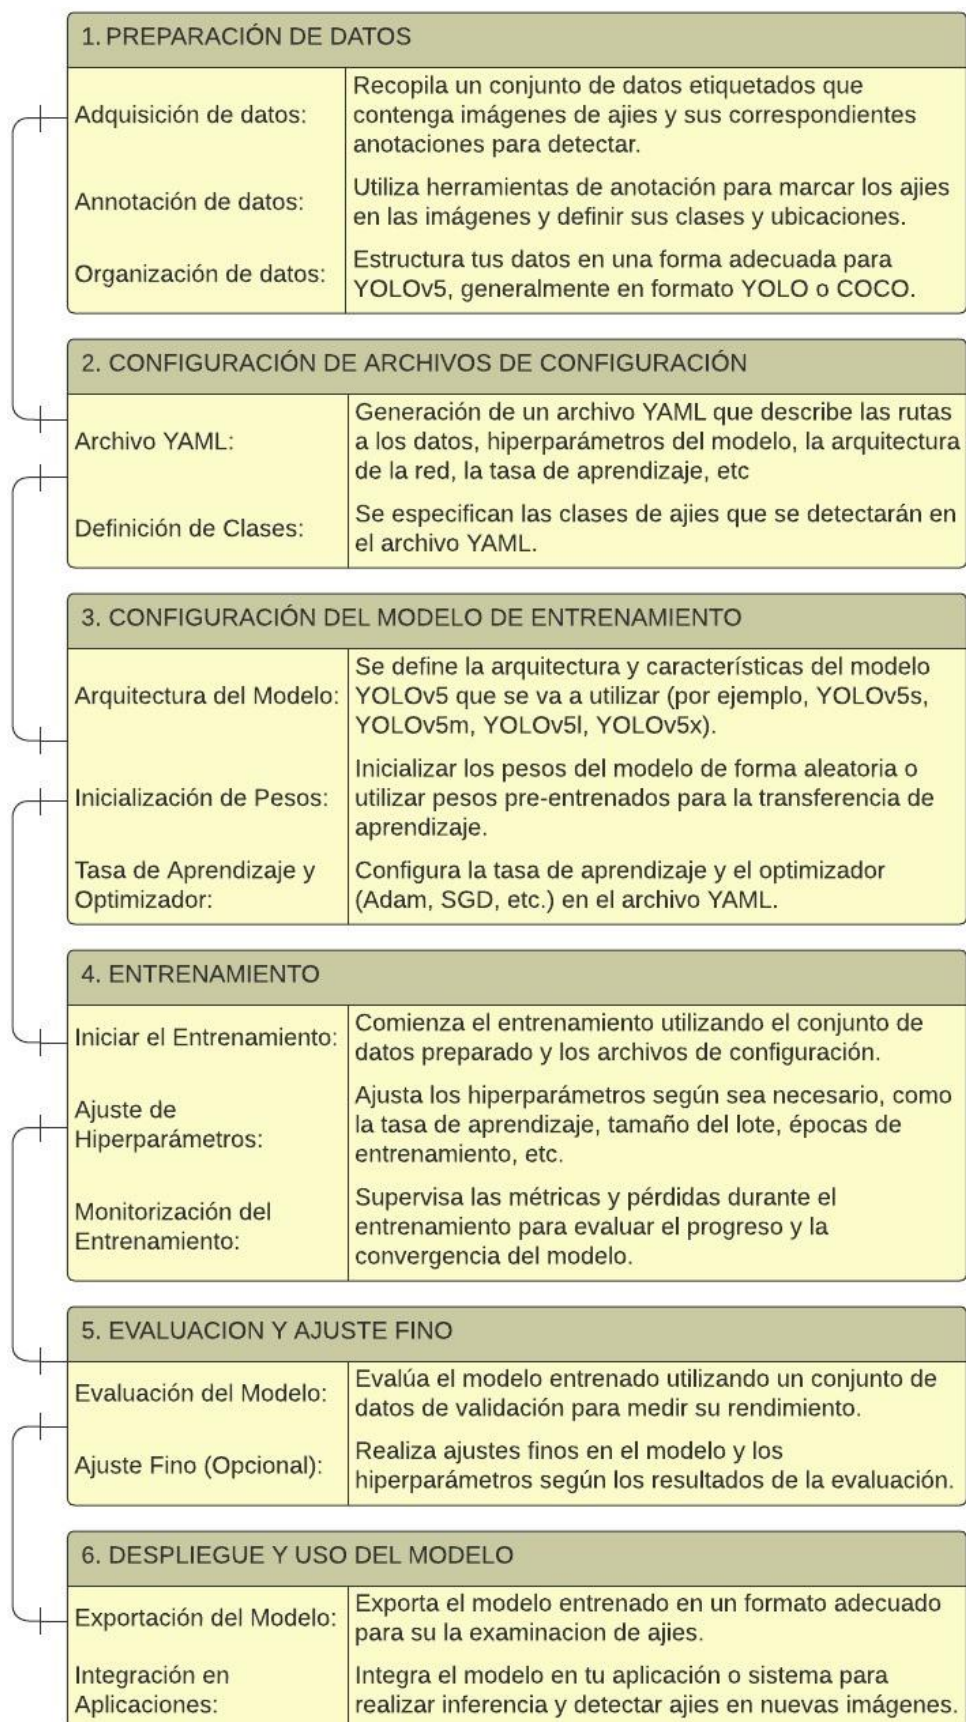 1. PREPARACIÓN DE DATOS
Adquisición de datos:
Recopila un conjunto de datos etiquetados que
contenga imágenes de ajies y sus correspondientes
anotaciones para detectar.
Annotación de datos:
Utiliza herramientas de anotación para marcar los ajies
en las imágenes y definir sus clases y ubicaciones.
Organización de datos:
Estructura tus datos en una forma adecuada para
YOLOv5, generalmente en formato YOLO o COCO.
2. CONFIGURACIÓN DE ARCHIVOS DE CONFIGURACIÓN
Archivo YAML:
Generación de un archivo YAML que describe las rutas
a los datos, hiperparámetros del modelo, la arquitectura
de la red, la tasa de aprendizaje, etc
Definición de Clases:
Se especifican las clases de ajies que se detectarán en
el archivo YAML.
3. CONFIGURACIÓN DEL MODELO DE ENTRENAMIENTO
Arquitectura del Modelo:
Se define la arquitectura y características del modelo
YOLOv5 que se va a utilizar (por ejemplo, YOLOv5s,
YOLOv5m, YOLOv5l, YOLOv5x).
Inicialización de Pesos:
Inicializar los pesos del modelo de forma aleatoria o
utilizar pesos pre-entrenados para la transferencia de
aprendizaje.
Tasa de Aprendizaje y
Optimizador:
Configura la tasa de aprendizaje y el optimizador
(Adam, SGD, etc.) en el archivo YAML.
4. ENTRENAMIENTO
Iniciar el Entrenamiento:
Comienza el entrenamiento utilizando el conjunto de
datos preparado y los archivos de configuración.
Ajuste de
Hiperparámetros:
Ajusta los hiperparámetros según sea necesario, como
la tasa de aprendizaje, tamaño del lote, épocas de
entrenamiento, etc.
Monitorización del
Entrenamiento:
Supervisa las métricas y pérdidas durante el
entrenamiento para evaluar el progreso y la
convergencia del modelo.
5. EVALUACION Y AJUSTE FINO
Evaluación del Modelo:
Evalúa el modelo entrenado utilizando un conjunto de
datos de validación para medir su rendimiento.
Ajuste Fino (Opcional):
Realiza ajustes finos en el modelo y los
hiperparámetros según los resultados de la evaluación.
6. DESPLIEGUE Y USO DEL MODELO
Exportación del Modelo:
Exporta el modelo entrenado en un formato adecuado
para su la examinacion de ajies.
Integración en
Aplicaciones:
Integra el modelo en tu aplicación o sistema para
realizar inferencia y detectar ajies en nuevas imágenes.